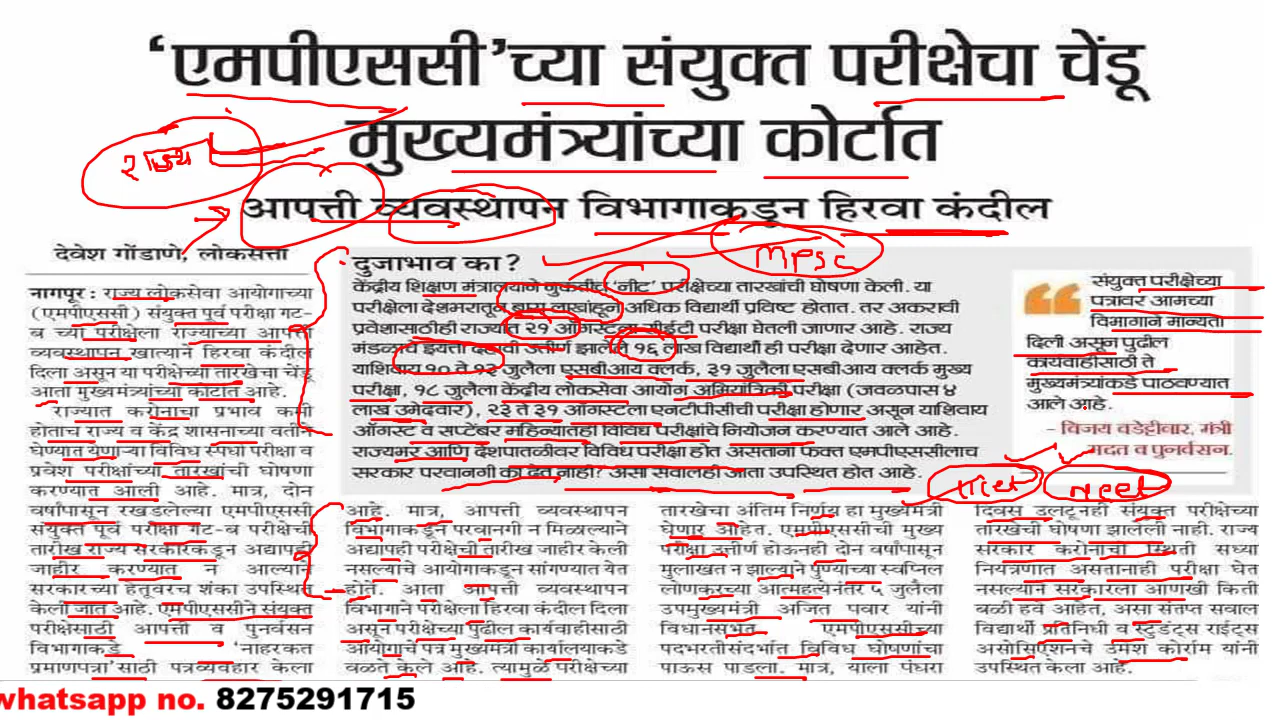 ‘एमपीएससी’च्या संयुक्त परीक्षेचा चेंडू
मुख्यमंत्र्यांच्या कोर्टात
राज्य
आपत्ती व्यवस्थापन विभागाकडून हिरवा कंदील
देवेश गोंडाणे, लोकसत्ता
नागपूर : राज्य लोकसेवा आयोगाच्या
(एमपीएससी) संयुक्त पूर्व परीक्षा गट-
ब च्या परीक्षेला राज्याच्या आपत्ती
व्यवस्थापन खात्याने हिरवा कंदील
दिला असून या परीक्षेच्या तारखेचा चेंडू
आता मुख्यमंत्र्यांच्या कोर्टात आहे.
राज्यात करोनाचा प्रभाव कमी
होताच राज्य व केंद्र शासनाच्या वतीने
घेण्यात येणाऱ्या विविध स्पर्धा परीक्षा व
प्रवेश परीक्षांच्या तारखांची घोषणा
करण्यात आली आहे. मात्र, दोन
वर्षांपासून रखडलेल्या एमपीएससी
संयुक्त पूर्व परीक्षा गट-ब परीक्षेची
तारीख राज्य सरकारकडून अद्यापही
जाहीर करण्यात न आल्याने
सरकारच्या हेतूवरच शंका उपस्थित
केली जात आहे. एमपीएससीने संयुक्त
परीक्षेसाठी आपत्ती व पुनर्वसन
विभागाकडे ‘नाहरकत
प्रमाणपत्रा’साठी पत्रव्यवहार केला
दुजाभाव का?
mpsc
केंद्रीय शिक्षण मंत्रालयाने नुकतीच ‘नीट’ परीक्षेच्या तारखांची घोषणा केली. या
परीक्षेला देशभरातून बारा लाखांहून अधिक विद्यार्थी प्रविष्ट होतात. तर अकरावी
प्रवेशासाठीही राज्यात २१ ऑगस्टला सीईटी परीक्षा घेतली जाणार आहे. राज्य
मंडळाचे इयत्ता दहावी उत्तीर्ण झालेले १६ लाख विद्यार्थी ही परीक्षा देणार आहेत.
याशिवाय १० ते १२ जुलैला एसबीआय क्लर्क, ३१ जुलैला एसबीआय क्लर्क मुख्य
परीक्षा, १८ जुलैला केंद्रीय लोकसेवा आयोग अभियांत्रिकी परीक्षा (जवळपास ४
लाख उमेदवार), २३ ते ३१ ऑगस्टला एनटीपीसीची परीक्षा होणार असून याशिवाय
ऑगस्ट व सप्टेंबर महिन्यातही विविध परीक्षांचे नियोजन करण्यात आले आहे.
राज्यभर आणि देशपातळीवर विविध परीक्षा होत असताना फक्त एमपीएससीलाच
सरकार परवानगी का देत नाही? असा सवालही आता उपस्थित होत आहे.
संयुक्त परीक्षेच्या
पत्रावर आमच्या
विभागाने मान्यता
दिली असून पुढील
कार्यवाहीसाठी ते
मुख्यमंत्र्यांकडे पाठवण्यात
आले आहे.
- विजय वडेट्टीवार, मंत्री
मदत व पुनर्वसन.
neet
आहे. मात्र, आपत्ती व्यवस्थापन
विभागाकडून परवानगी न मिळाल्याने
अद्यापही परीक्षेची तारीख जाहीर केली
नसल्याचे आयोगाकडून सांगण्यात येत
होते. आता आपत्ती व्यवस्थापन
विभागाने परीक्षेला हिरवा कंदील दिला
असून परीक्षेच्या पुढील कार्यवाहीसाठी
आयोगाचे पत्र मुख्यमंत्री कार्यालयाकडे
वळते केले आहे. त्यामुळे परीक्षेच्या
तारखेचा अंतिम निर्णय हा मुख्यमंत्री
घेणार आहेत. एमपीएससीची मुख्य
परीक्षा उत्तीर्ण होऊनही दोन वर्षांपासून
मुलाखत न झाल्याने पुण्याच्या स्वप्निल
लोणकरच्या आत्महत्येनंतर ५ जुलैला
उपमुख्यमंत्री अजित पवार यांनी
विधानसभेत एमपीएससीच्या
पदभरतीसंदर्भात विविध घोषणांचा
पाऊस पाडला. मात्र, याला पंधरा
दिवस उलटूनही संयुक्त परीक्षेच्या
तारखेची घोषणा झालेली नाही. राज्य
सरकार करोनाची स्थिती सध्या
नियंत्रणात असतानाही परीक्षा घेत
नसल्याने सरकारला आणखी किती
बळी हवे आहेत, असा संतप्त सवाल
विद्यार्थी प्रतिनिधी व स्टुडंट्स राईट्स
असोसिएशनचे उमेश कोर्राम यांनी
उपस्थित केला आहे.
whatsapp no. 8275291715